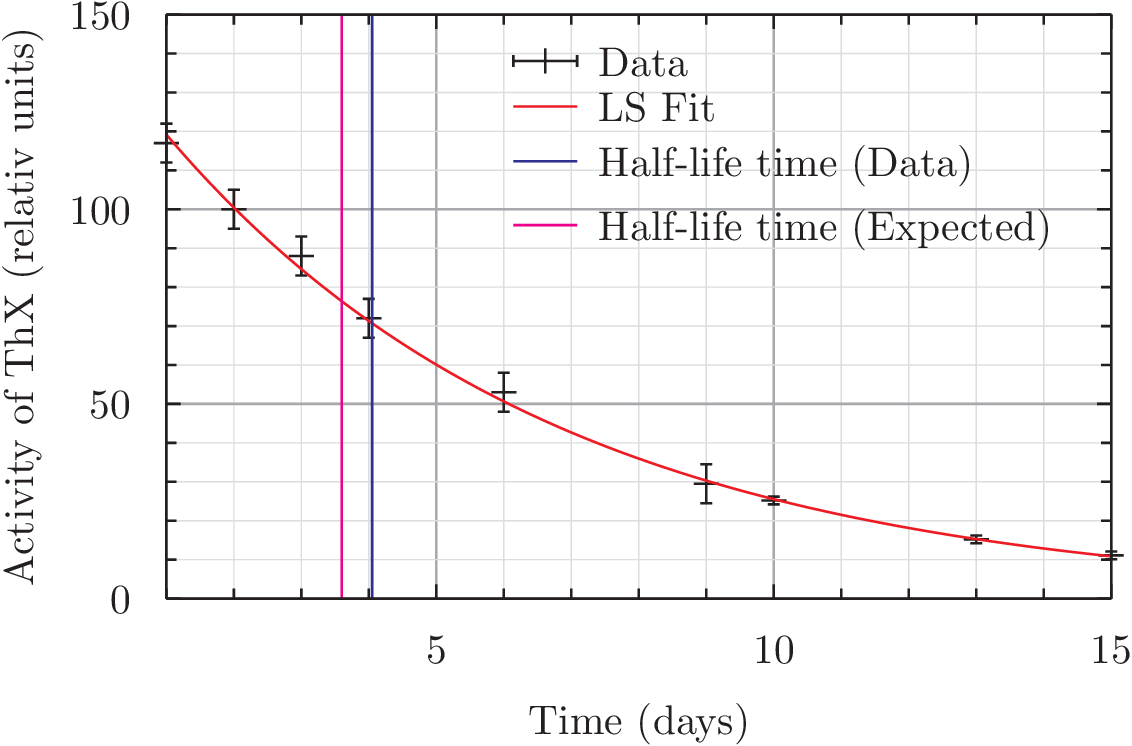 150
100
50
0
Activity of ThX (relativ units)
Data
LS Fit
Half-life time (Data)
Half-life time (Expected)
5 10 15
Time (days)